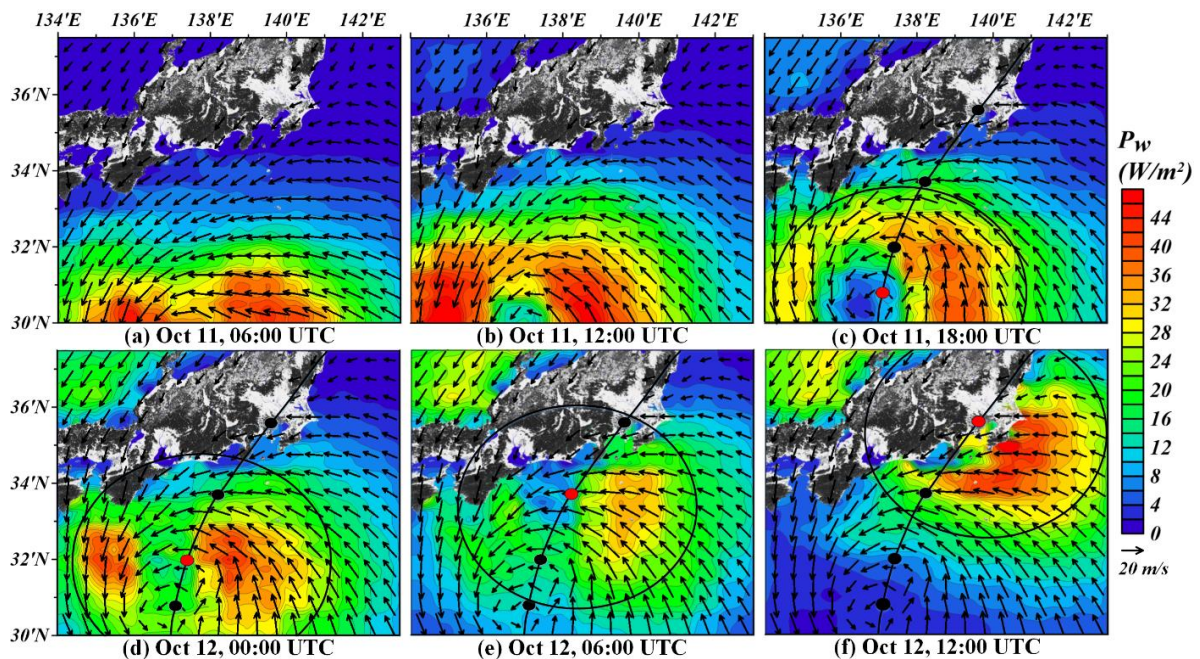 134°E 136°E 138°E 140°E 142°E 136°E 138°E 140°E 142°E 136°E 138°E 140°E 142°E
36°N
34°N
32°N
30°N
(a) Oct 11, 06:00 UTC (b) Oct 11, 12:00 UTC (c) Oct 11, 18:00 UTC
36°N
34°N
32°N
30°N
(d) Oct 12, 00:00 UTC (e) Oct 12, 06:00 UTC (f) Oct 12, 12:00 UTC
Pw
(W/m²)
44
40
36
32
28
24
20
16
12
8
4
0
20 m/s